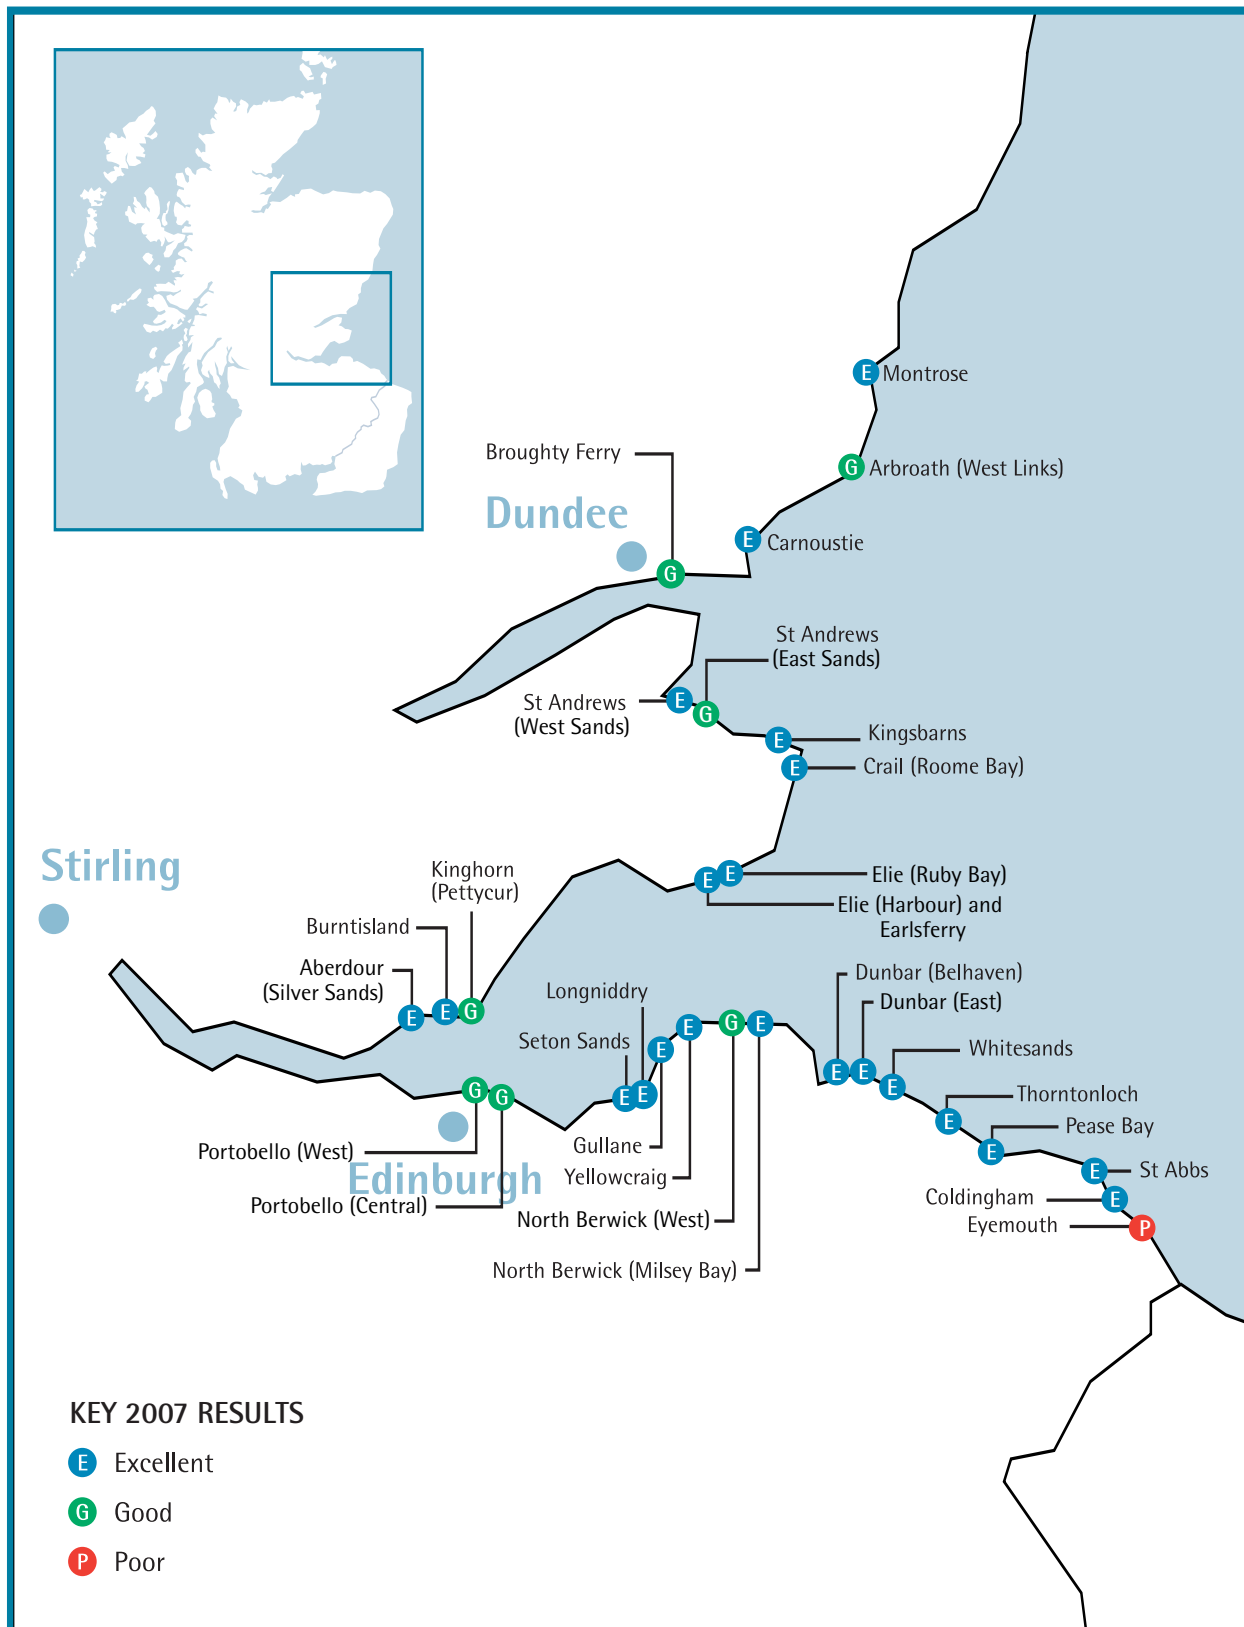 Montrose
E
G
Arbroath (West Links)
Broughty Ferry
Dundee
E
Carnoustie
G
St Andrews
(East Sands)
St Andrews
(West Sands)
E
G
Kingsbarns
E
Crail (Roome Bay)
E
Stirling
Kinghorn
(Pettycur)
Elie (Ruby Bay)
E
E
Elie (Harbour) and
Earlsferry
Burntisland
Aberdour
(Silver Sands)
E
E
G
Longniddry
Seton Sands
Dunbar (Belhaven)
Dunbar (East)
Whitesands
E
E
G
E
E
E
E
E
E
Thorntonloch
G
G
E
Pease Bay
Portobello (West)
Edinburgh
Portobello (Central)
Gullane
Yellowcraig
North Berwick (West)
North Berwick (Milsey Bay)
E
E
St Abbs
Coldingham
E
Eyemouth
P
KEY 2007 RESULTS
E Excellent
G Good
P Poor